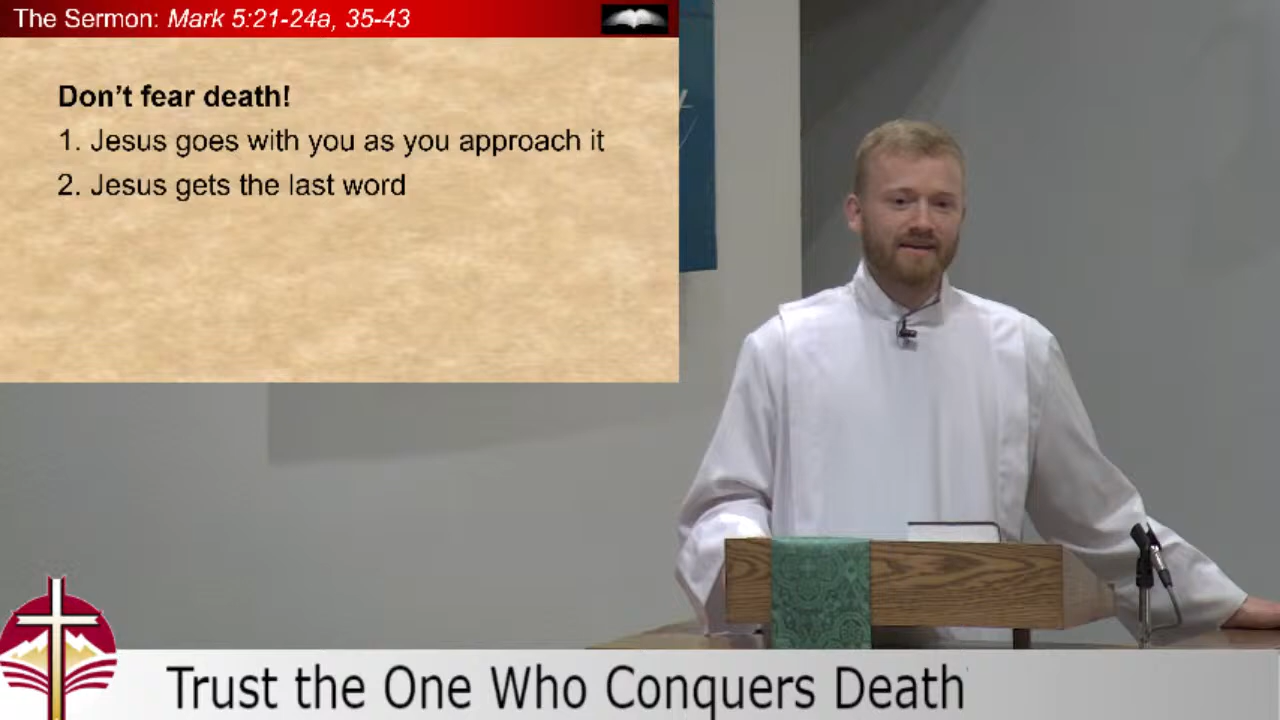 The Sermon: Mark 5:21-24a, 35-43
Don't fear death!
1. Jesus goes with you as you approach it
2. Jesus gets the last word
Trust the One Who Conquers Death